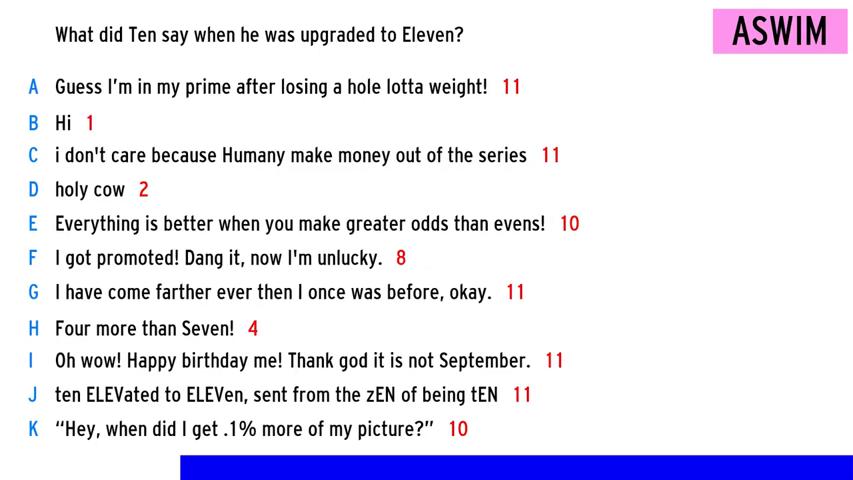 What did Ten say when he was upgraded to Eleven?
ASWIM
A Guess I'm in my prime after losing a hole lotta weight! 11
B Hi 1
C i don't care because Humany make money out of the series 11
D holy cow 2
E Everything is better when you make greater odds than evens! 10
F I got promoted! Dang it, now I'm unlucky. 8
G I have come farther ever then I once was before, okay. 11
H Four more than Seven! 4
I Oh wow! Happy birthday me! Thank god it is not September. 11
J ten ELEVated to ELEVen, sent from the zEN of being tEN 11
K “Hey, when did I get .1% more of my picture?” 10